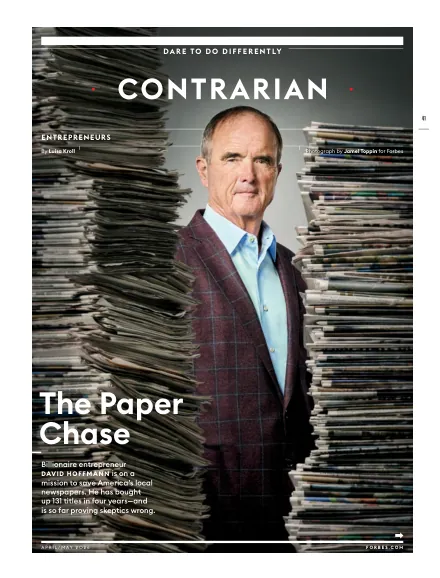 DARE TO DO DIFFERENTLY
CONTRARIAN
ENTREPRENEURS
By Luisa Kroll
Photograph by Jamel Toppin for Forbes
The Paper
Chase
Billionaire entrepreneur
DAVID HOFFMANN is on a
mission to save America's local
newspapers. He has bought
up 131 titles in four years—and
is so far proving skeptics wrong.
APRIL/MAY
FORBES.COM